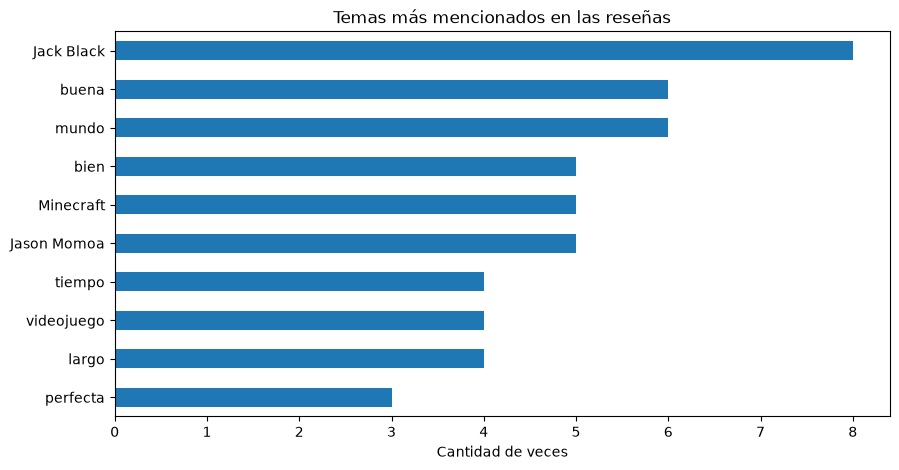 Temas más mencionados en las reseñas
Jack Black
buena
mundo
bien
Minecraft
Jason Momoa
tiempo
videojuego
largo
perfecta
0 1 2 3 4 5 6 7 8
Cantidad de veces